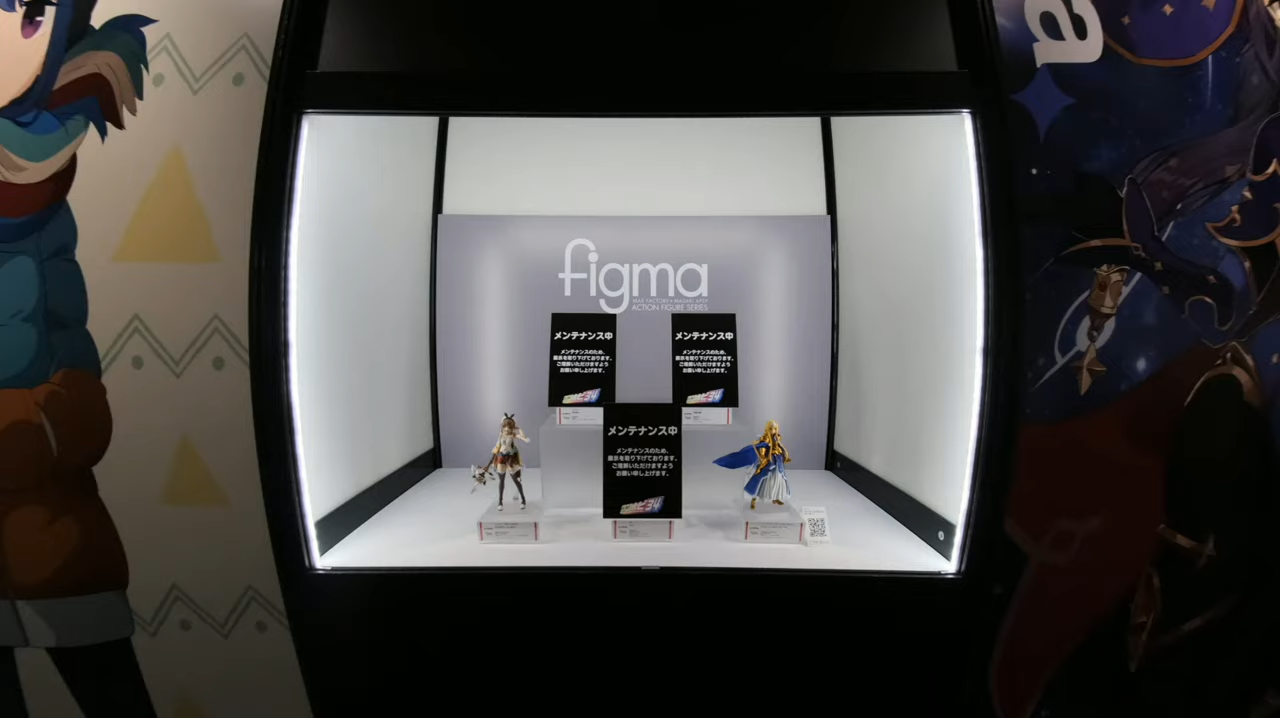 a
figma
MAX FACTORY • MASAKI APSY
ACTION FIGURE SERIES
メンテナンス中
メンテナンスのため、
展示を取り下げております。
ご理解いただけますよう
お願い申し上げます。
メンテナンス中
メンテナンスのため、
展示を取り下げております。
ご理解いただけますよう
お願い申し上げます。
メンテナンス中
メンテナンスのため、
展示を取り下げております。
ご理解いただけますよう
お願い申し上げます。